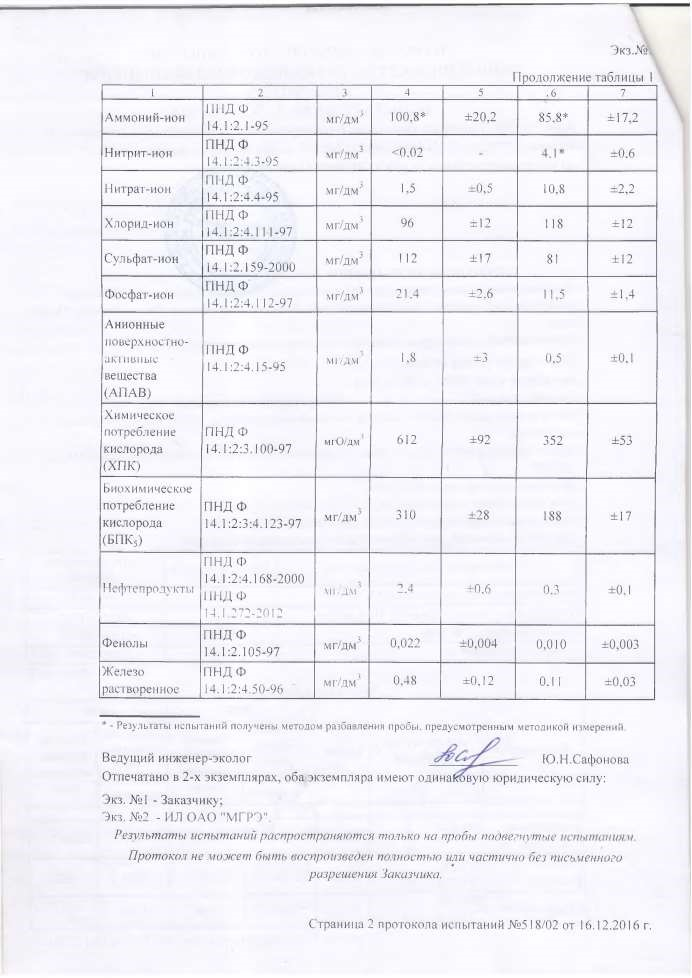 Экз.№
Продолжение таблицы 1
1 2 3 4 5 6 7
Аммоний-ион ПНД Ф 14.1:2.1-95 мг/дм³ 100,8* ±20,2 85,8* ±17,2
Нитрит-ион ПНД Ф 14.1:2:4.3-95 мг/дм³ <0,02 - 4,1* ±0,6
Нитрат-ион ПНД Ф 14.1:2:4.4-95 мг/дм³ 1,5 ±0,5 10,8 ±2,2
Хлорид-ион ПНД Ф 14.1:2:4.111-97 мг/дм³ 96 ±12 118 ±12
Сульфат-ион ПНД Ф 14.1:2.159-2000 мг/дм³ 112 ±17 81 ±12
Фосфат-ион ПНД Ф 14.1:2:4.112-97 мг/дм³ 21,4 ±2,6 11,5 ±1,4
Анионные
поверхностно-
активные
вещества
(АПАВ)
ПНД Ф
14.1:2:4.15-95
мг/дм³ 1,8 ±3 0,5 ±0,1
Химическое
потребление
кислорода
(ХПК)
ПНД Ф
14.1:2:3.100-97
мгО/дм³ 612 ±92 352 ±53
Биохимическое
потребление
кислорода
(БПК₅)
ПНД Ф
14.1:2:3:4.123-97
мг/дм³ 310 ±28 188 ±17
Нефтепродукты
ПНД Ф
14.1:2:4.168-2000
ПНД Ф
14.1.272-2012
мг/дм³ 2,4 ±0,6 0,3 ±0,1
Фенолы
ПНД Ф
14.1:2.105-97
мг/дм³ 0,022 ±0,004 0,010 ±0,003
Железо
растворенное
ПНД Ф
14.1:2:4.50-96
мг/дм³ 0,48 ±0,12 0,11 ±0,03
* - Результаты испытаний получены методом разбавления пробы, предусмотренным методикой измерений.
Ведущий инженер-эколог Ю.Н.Сафонова
Отпечатано в 2-х экземплярах, оба экземпляра имеют одинаковую юридическую силу:
Экз. №1 - Заказчику;
Экз. №2 - ИЛ ОАО "МГРЭ".
Результаты испытаний распространяются только на пробы подвергнутые испытаниям.
Протокол не может быть воспроизведен полностью или частично без письменного
разрешения Заказчика.
Страница 2 протокола испытаний №518/02 от 16.12.2016 г.